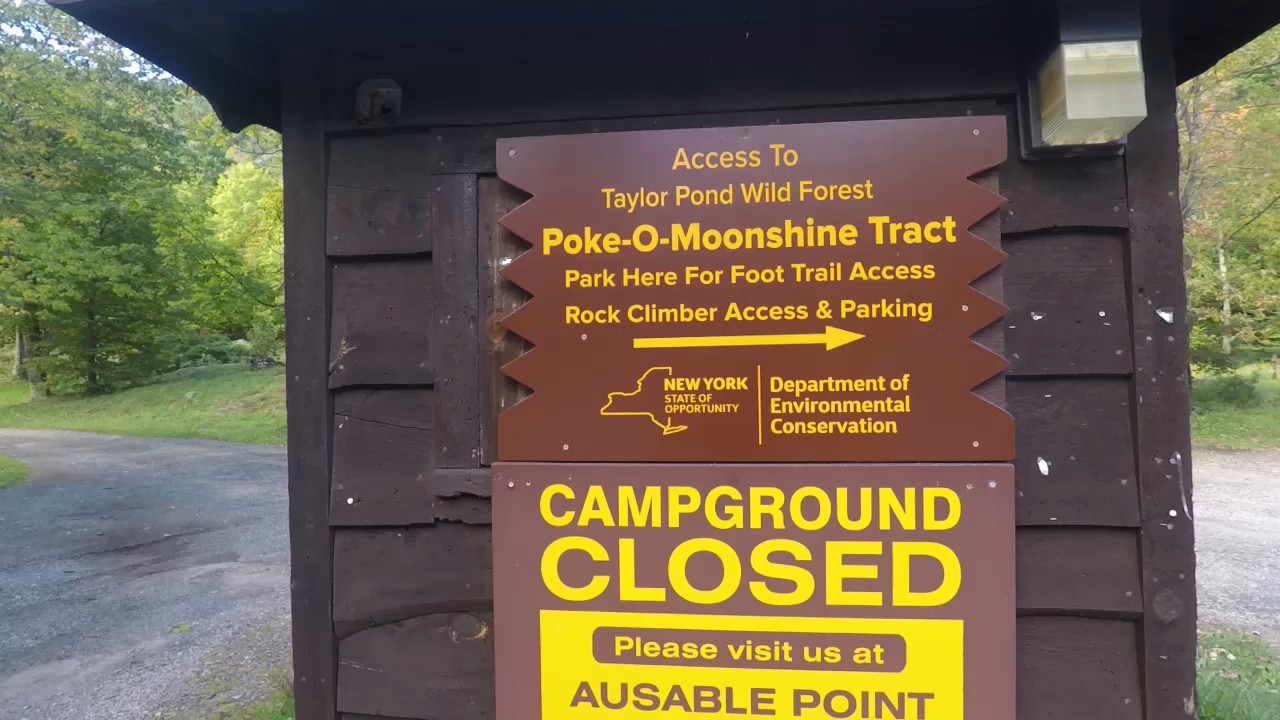 Access To
Taylor Pond Wild Forest
Poke-O-Moonshine Tract
Park Here For Foot Trail Access
Rock Climber Access & Parking
NEW YORK
STATE OF
OPPORTUNITY
Department of
Environmental
Conservation
CAMPGROUND
CLOSED
Please visit us at
AUSABLE POINT